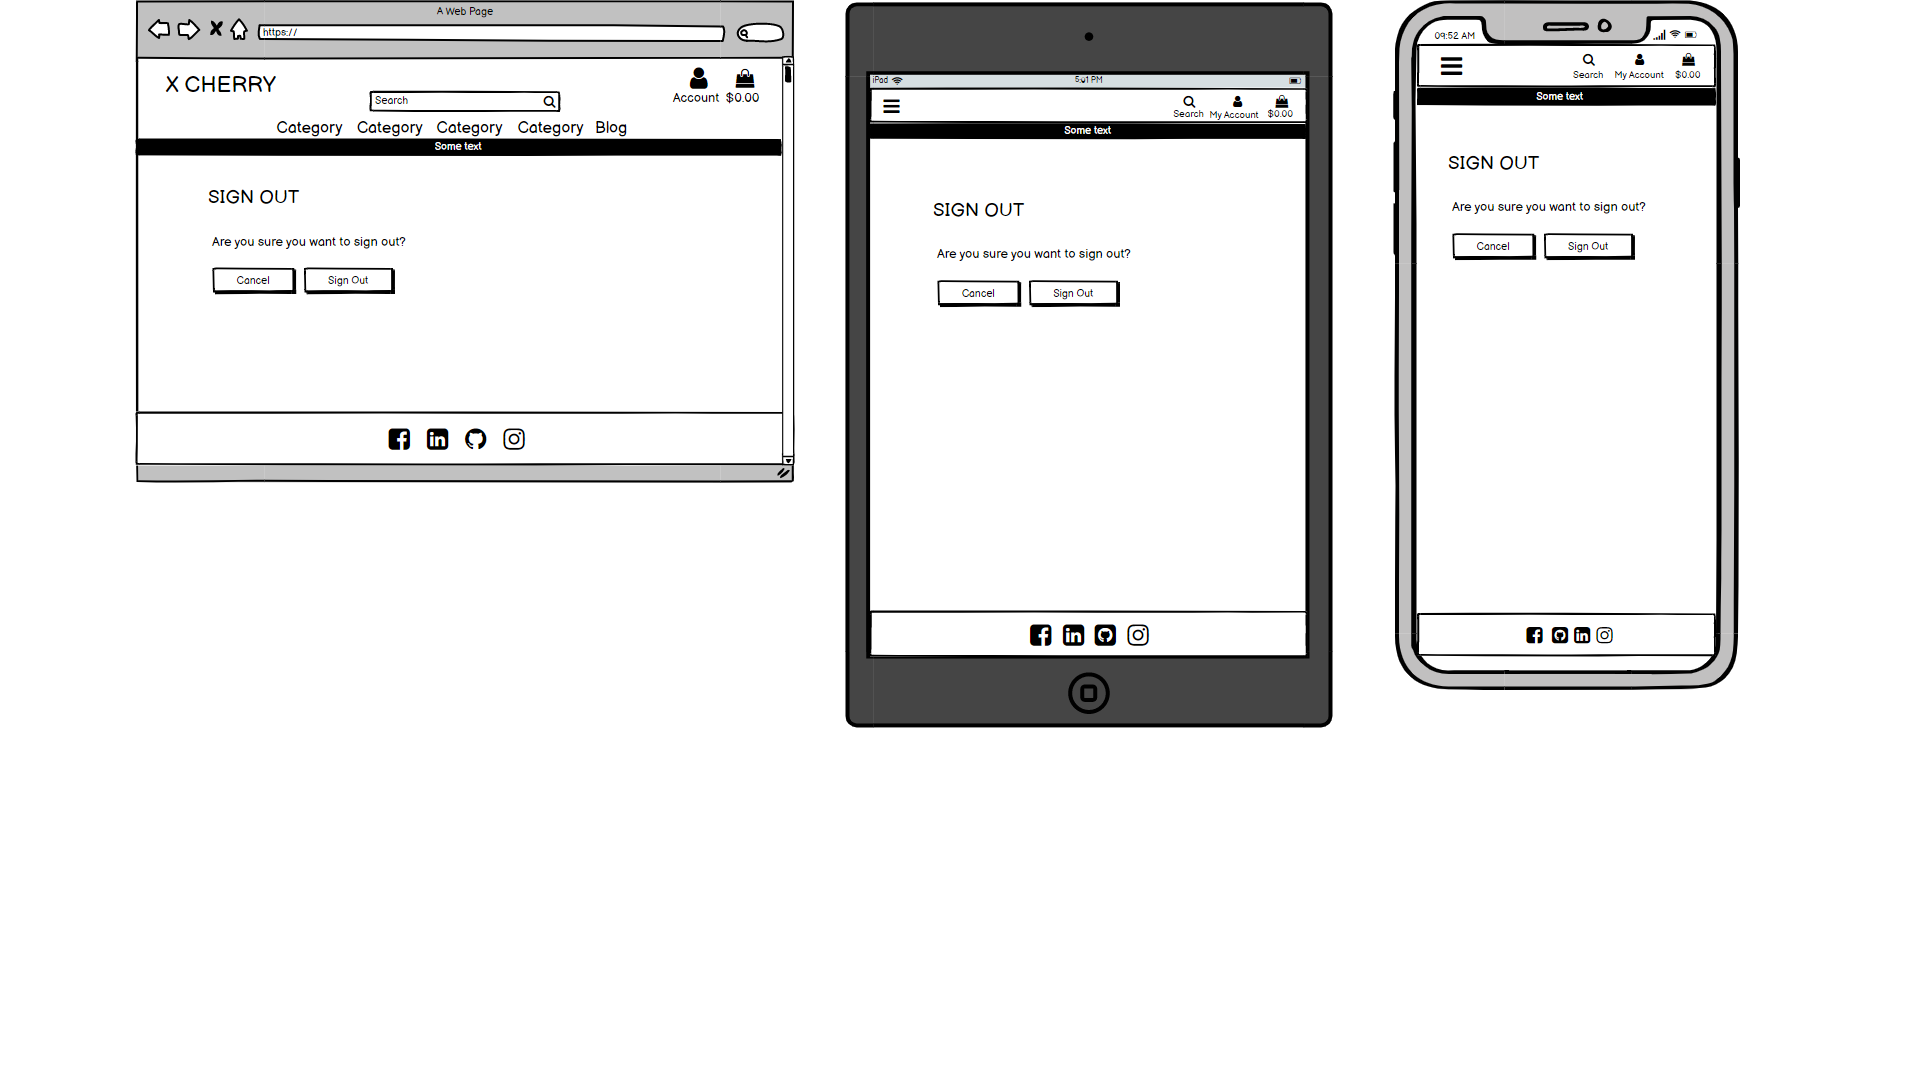 A Web Page
https://
X CHERRY
Search
Account $0.00
Category Category Category Category Blog
Some text
SIGN OUT
Are you sure you want to sign out?
Cancel Sign Out
iPad 5:01 PM
Search My Account $0.00
Some text
SIGN OUT
Are you sure you want to sign out?
Cancel Sign Out
09:52 AM
Search My Account $0.00
Some text
SIGN OUT
Are you sure you want to sign out?
Cancel Sign Out